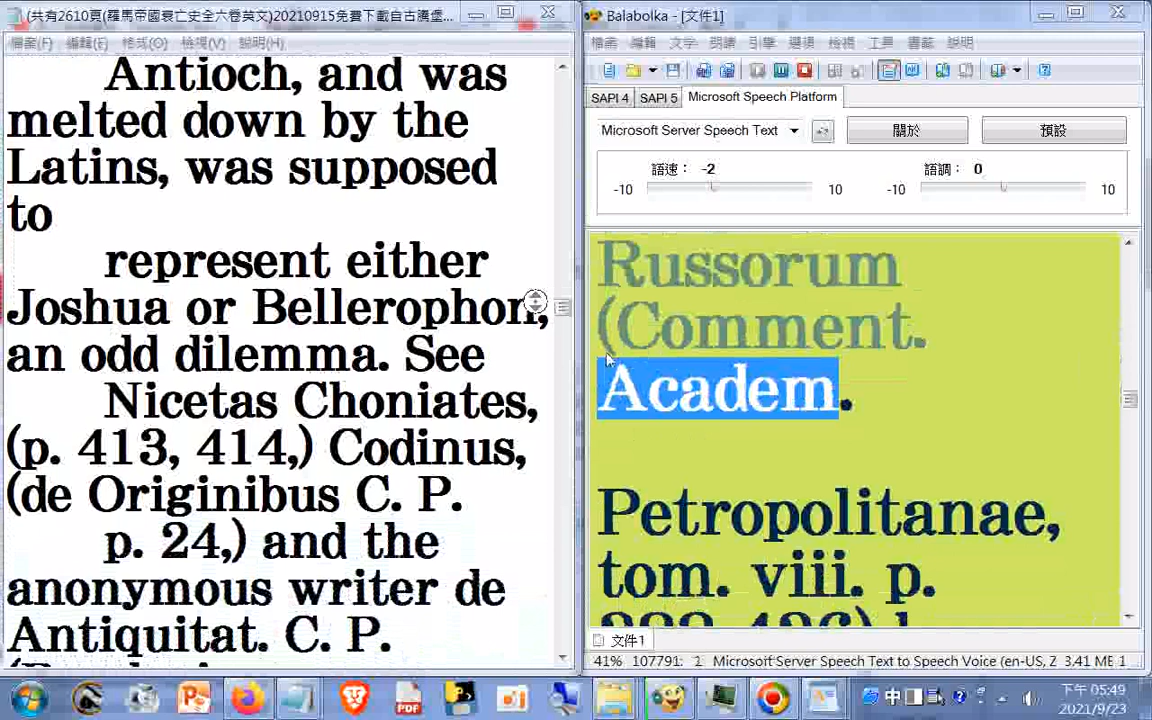 (共有2610頁(羅馬帝國衰亡史全六卷英文)20210915免費下載自古騰堡...
檔案(F) 編輯(E) 格式(O) 檢視(V) 說明(H)
Antioch, and was
melted down by the
Latins, was supposed
to
represent either
Joshua or Bellerophon,
an odd dilemma. See
Nicetas Choniates,
(p. 413, 414,) Codinus,
(de Originibus C. P.
p. 24,) and the
anonymous writer de
Antiquitat. C. P.
Balabolka - [文件1]
檔案 編輯 文字 朗讀 引擎 選項 檢視 工具 書籤 說明
SAPI 4 SAPI 5 Microsoft Speech Platform
Microsoft Server Speech Text 關於 預設
語速： -2 語調： 0
-10 10 -10 10
Russorum
(Comment.
Academ.
Petropolitanae,
tom. viii. p.
文件1
41% 107791: 1 Microsoft Server Speech Text to Speech Voice (en-US, Z 3.41 ME 1
中
下午 05:49
2021/9/23